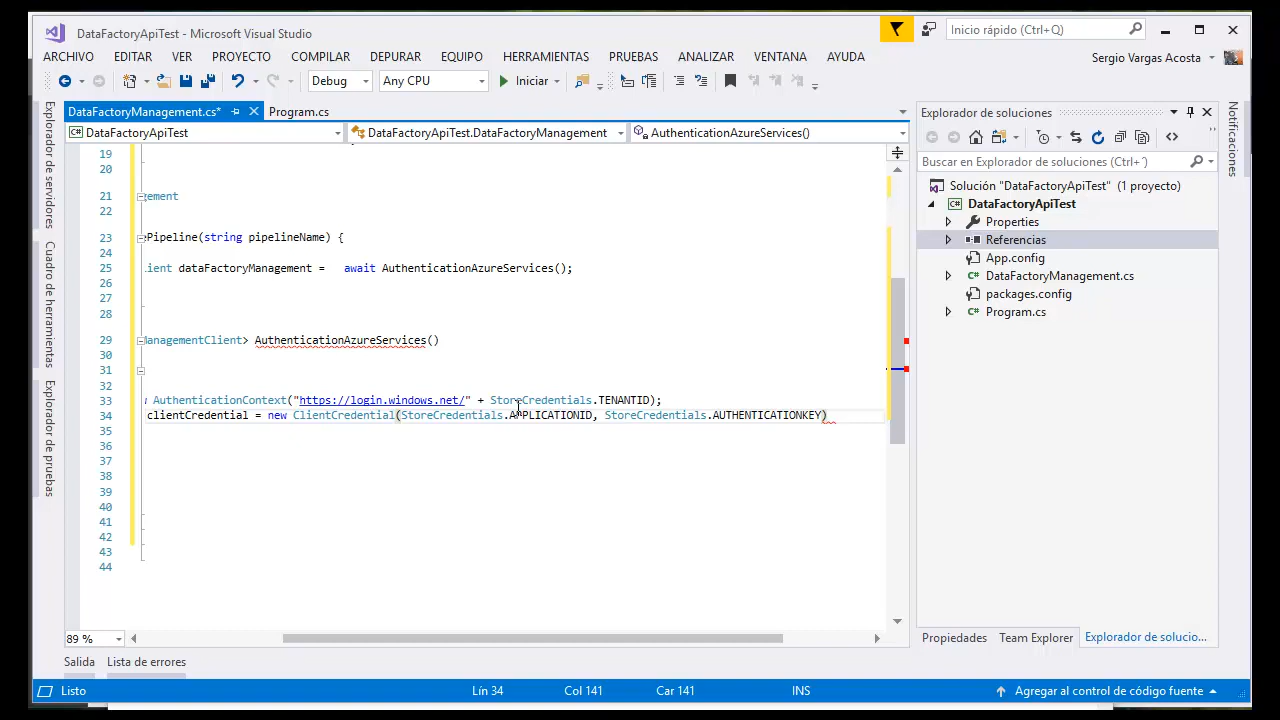 DataFactoryApiTest - Microsoft Visual Studio
Inicio rápido (Ctrl+Q)
ARCHIVO EDITAR VER PROYECTO COMPILAR DEPURAR EQUIPO HERRAMIENTAS PRUEBAS ANALIZAR VENTANA AYUDA
Sergio Vargas Acosta
Debug Any CPU Iniciar
DataFactoryManagement.cs* Program.cs
DataFactoryApiTest DataFactoryApiTest.DataFactoryManagement AuthenticationAzureServices()
19
20
21 gement
22
23 Pipeline(string pipelineName) {
24
25 lient dataFactoryManagement = await AuthenticationAzureServices();
26
27
28
29 ManagementClient> AuthenticationAzureServices()
30
31
32
33 AuthenticationContext("https://login.windows.net/" + StoreCredentials.TENANTID);
34 clientCredential = new ClientCredential(StoreCredentials.APPLICATIONID, StoreCredentials.AUTHENTICATIONKEY)
35
36
37
38
39
40
41
42
43
44
89 %
Explorador de servidores
Cuadro de herramientas
Explorador de pruebas
Explorador de soluciones
Buscar en Explorador de soluciones (Ctrl+´)
Solución "DataFactoryApiTest" (1 proyecto)
DataFactoryApiTest
Properties
Referencias
App.config
DataFactoryManagement.cs
packages.config
Program.cs
Notificaciones
Propiedades Team Explorer Explorador de solucio...
Salida Lista de errores
Listo Lín 34 Col 141 Car 141 INS Agregar al control de código fuente